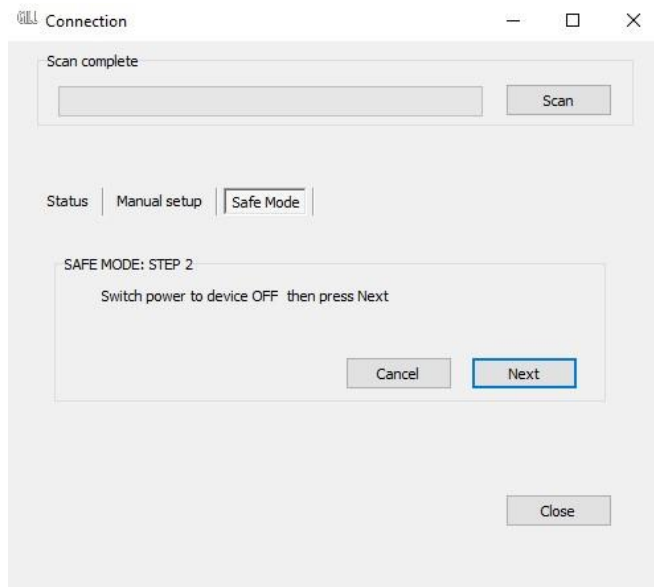 GILL Connection
Scan complete
Scan
Status Manual setup Safe Mode
SAFE MODE: STEP 2
Switch power to device OFF then press Next
Cancel Next
Close